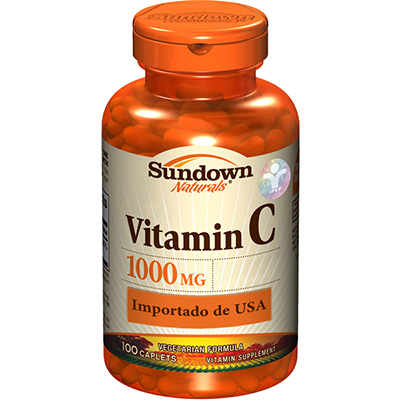 Sundown
Naturals®
Vitamin C
1000 MG
Importado de USA
100 CAPLETS
VEGETARIAN FORMULA
VITAMIN SUPPLEMENT